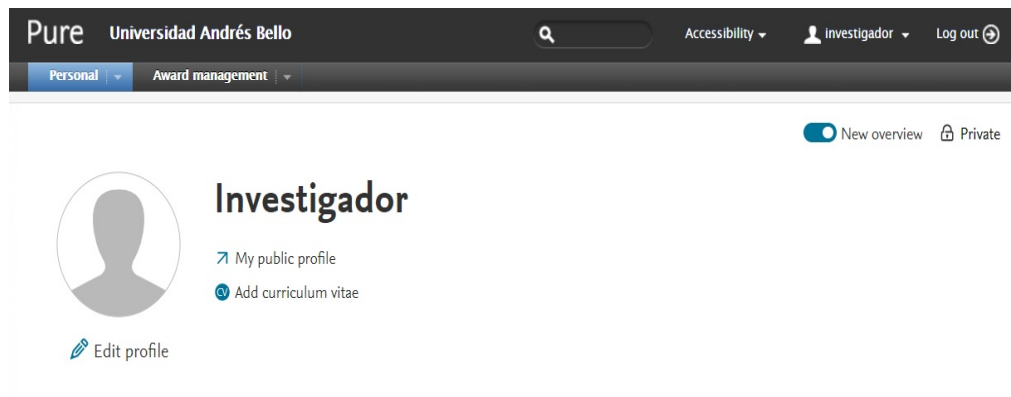 Pure Universidad Andrés Bello Accessibility investigador Log out
Personal Award management
New overview Private
Investigador
My public profile
CV Add curriculum vitae
Edit profile